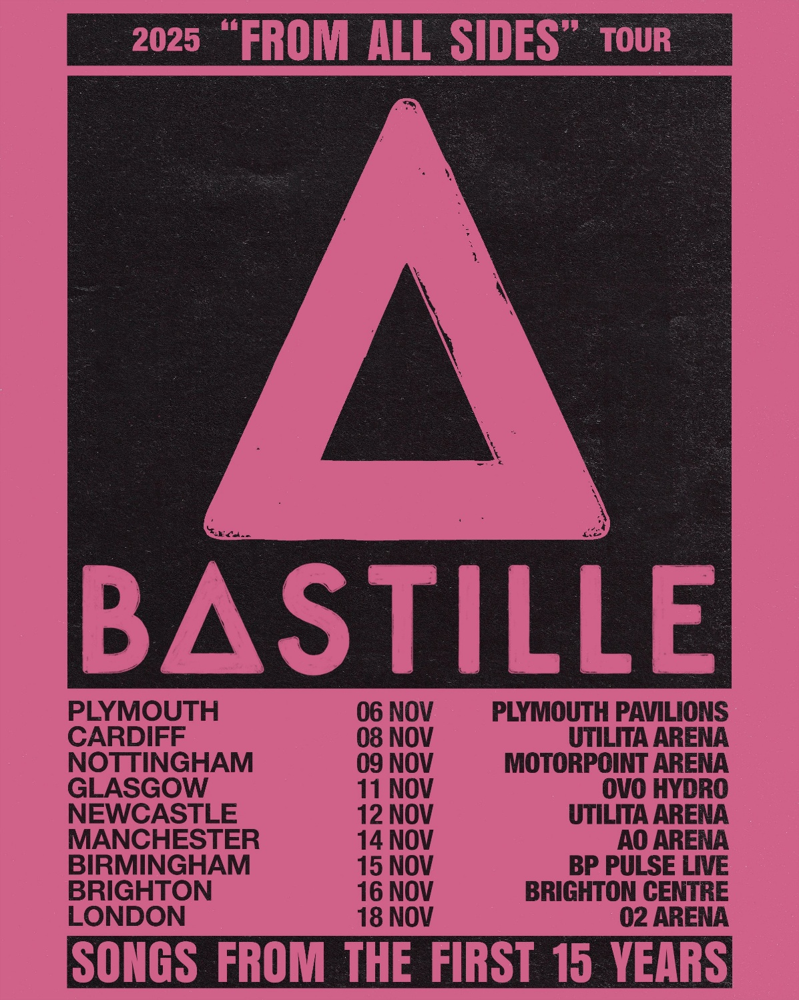 2025 “FROM ALL SIDES” TOUR
BASTILLE
PLYMOUTH 06 NOV PLYMOUTH PAVILIONS
CARDIFF 08 NOV UTILITA ARENA
NOTTINGHAM 09 NOV MOTORPOINT ARENA
GLASGOW 11 NOV OVO HYDRO
NEWCASTLE 12 NOV UTILITA ARENA
MANCHESTER 14 NOV AO ARENA
BIRMINGHAM 15 NOV BP PULSE LIVE
BRIGHTON 16 NOV BRIGHTON CENTRE
LONDON 18 NOV O2 ARENA
SONGS FROM THE FIRST 15 YEARS